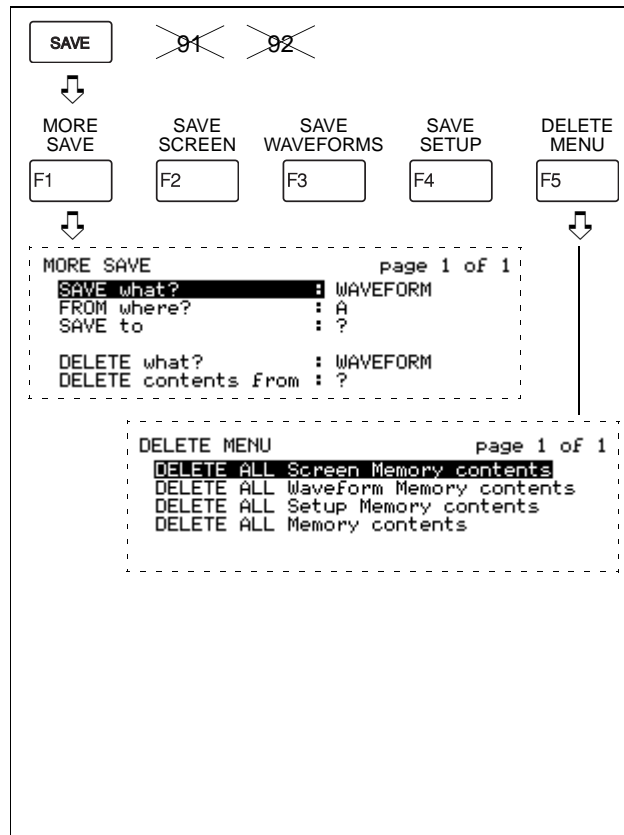 SAVE 91 92
MORE SAVE SAVE SAVE DELETE
SAVE SCREEN WAVEFORMS SETUP MENU
F1 F2 F3 F4 F5
MORE SAVE page 1 of 1
SAVE what? : WAVEFORM
FROM where? : A
SAVE to : ?
DELETE what? : WAVEFORM
DELETE contents from : ?
DELETE MENU page 1 of 1
DELETE ALL Screen Memory contents
DELETE ALL Waveform Memory contents
DELETE ALL Setup Memory contents
DELETE ALL Memory contents